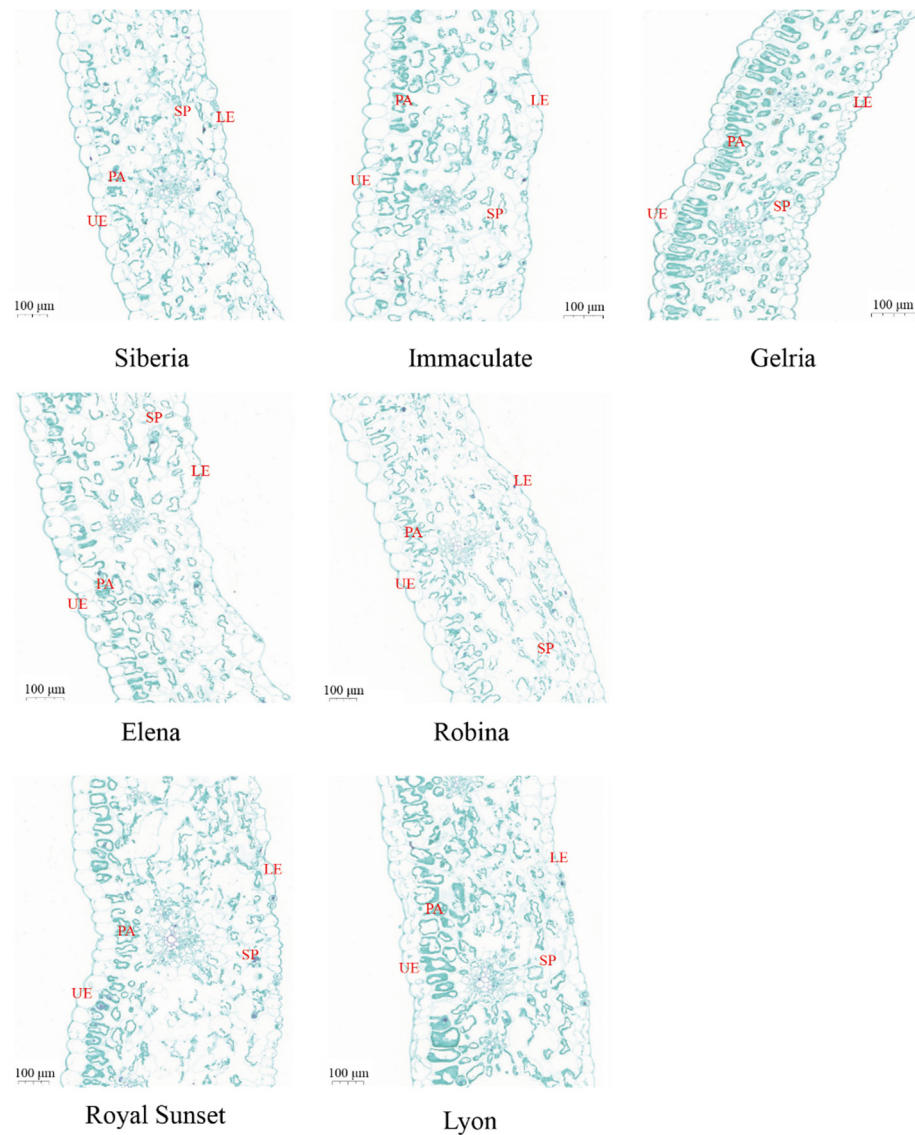 SP
LE
PA
UE
100 μm
Siberia
PA
LE
UE
SP
100 μm
Immaculate
LE
PA
SP
UE
100 μm
Gelria
SP
LE
PA
UE
100 μm
Elena
LE
PA
UE
SP
100 μm
Robina
LE
PA
SP
UE
100 μm
Royal Sunset
LE
PA
SP
UE
100 μm
Lyon